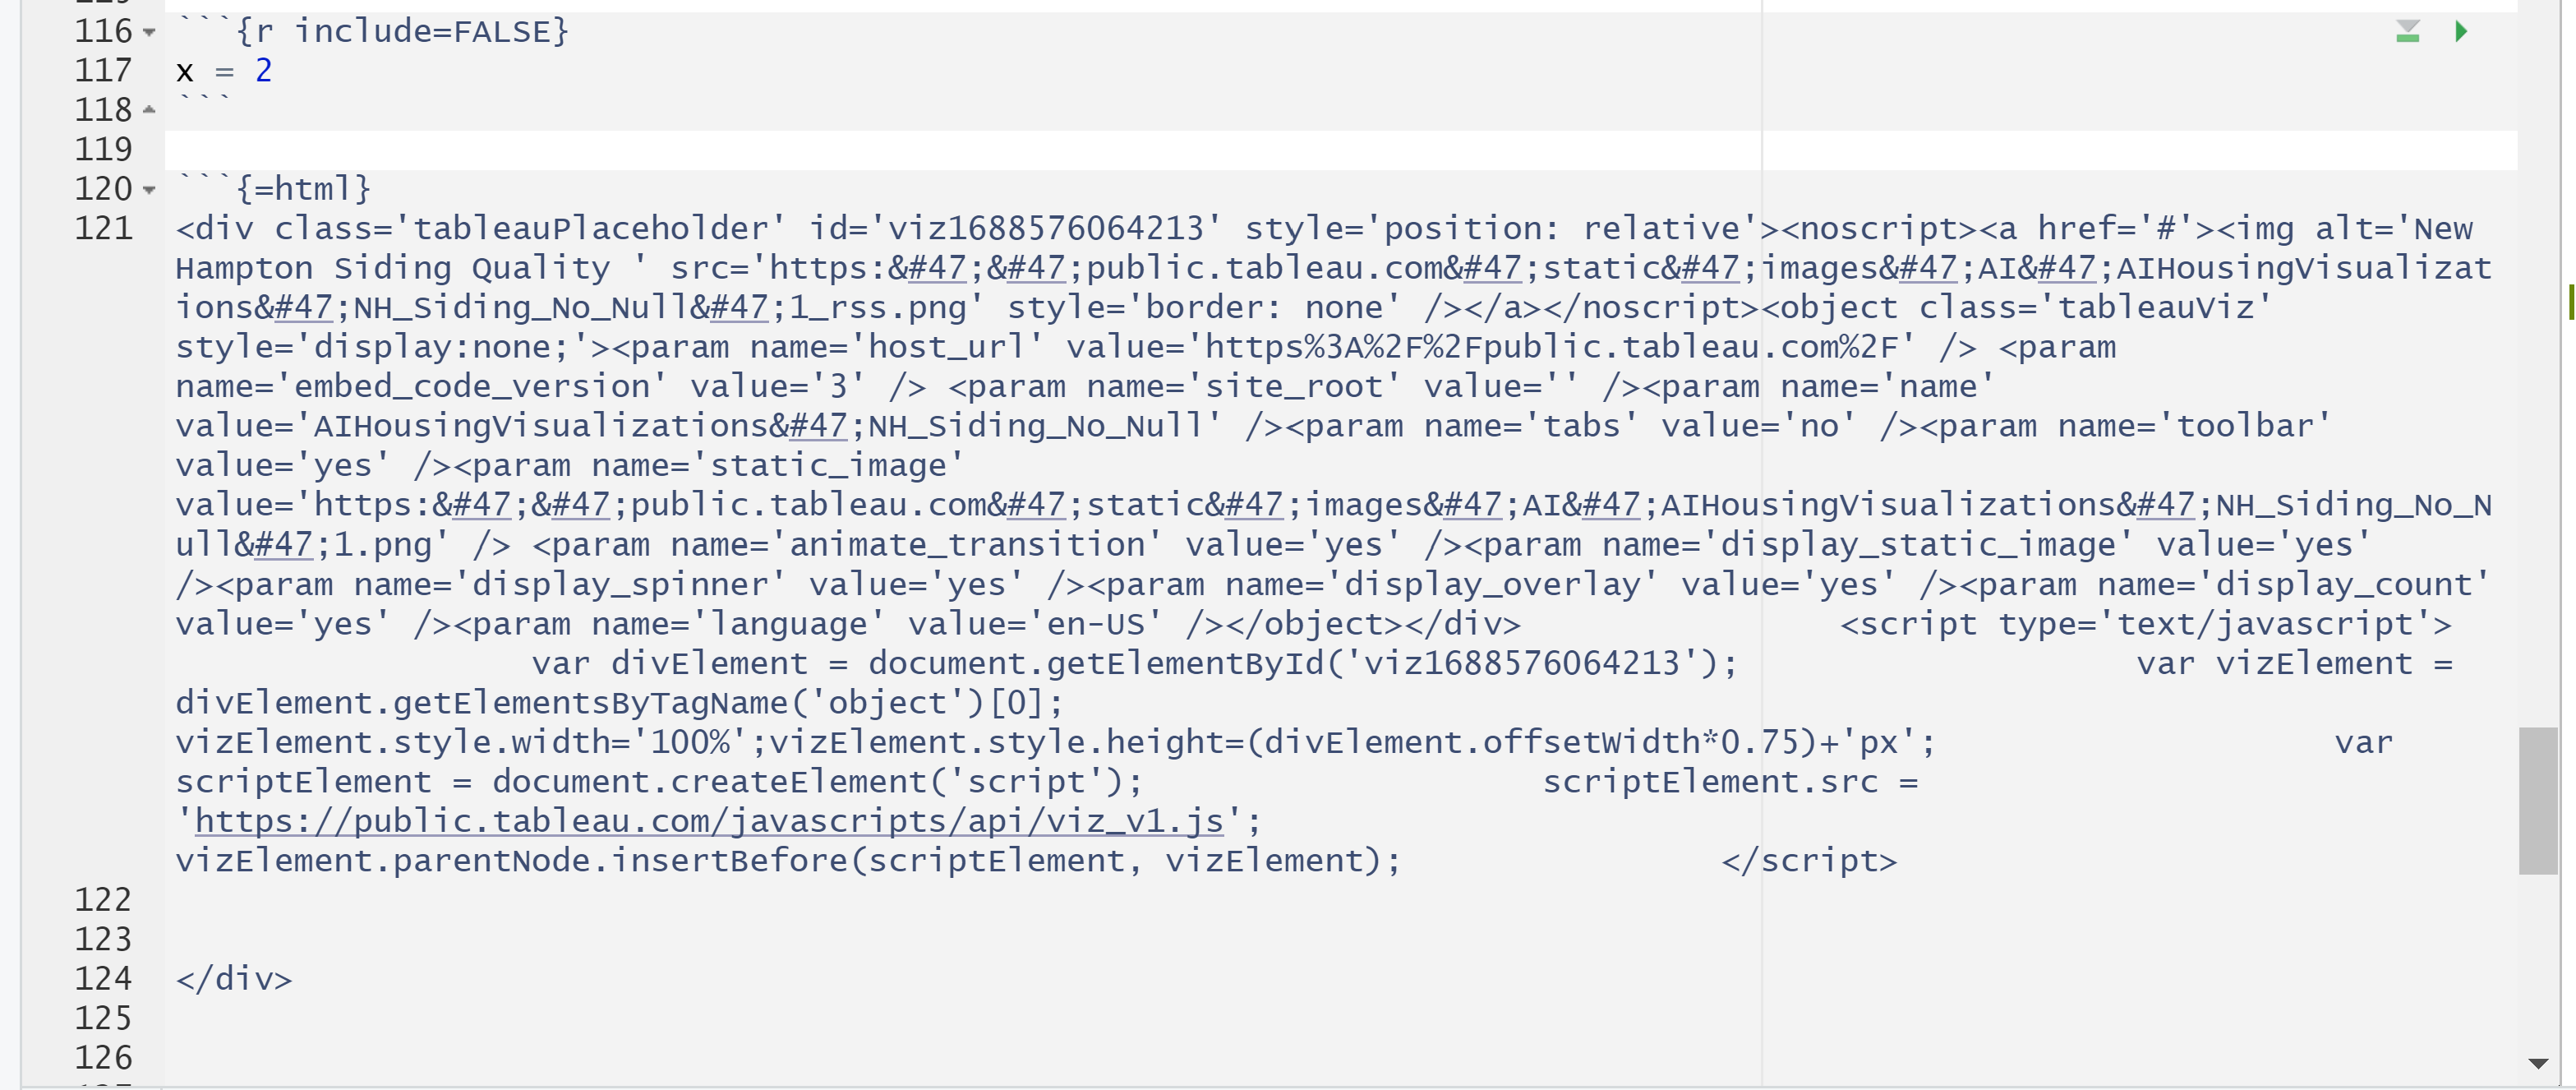 116 ```{r include=FALSE}
117 x = 2
118 ```
119
120 ```{=html}
121 <div class='tableauPlaceholder' id='viz1688576064213' style='position: relative'><noscript><a href='#'><img alt='New
Hampton Siding Quality ' src='https:&#47;&#47;public.tableau.com&#47;static&#47;images&#47;AI&#47;AIHousingVisualizat
ions&#47;NH_Siding_No_Null&#47;1_rss.png' style='border: none' /></a></noscript><object class='tableauViz'
style='display:none;'><param name='host_url' value='https%3A%2F%2Fpublic.tableau.com%2F' /> <param
name='embed_code_version' value='3' /> <param name='site_root' value='' /><param name='name'
value='AIHousingVisualizations&#47;NH_Siding_No_Null' /><param name='tabs' value='no' /><param name='toolbar'
value='yes' /><param name='static_image'
value='https:&#47;&#47;public.tableau.com&#47;static&#47;images&#47;AI&#47;AIHousingVisualizations&#47;NH_Siding_No_N
ull&#47;1.png' /> <param name='animate_transition' value='yes' /><param name='display_static_image' value='yes'
/><param name='display_spinner' value='yes' /><param name='display_overlay' value='yes' /><param name='display_count'
value='yes' /><param name='language' value='en-US' /></object></div>                <script type='text/javascript'>
                  var divElement = document.getElementById('viz1688576064213');                    var vizElement =
divElement.getElementsByTagName('object')[0];
vizElement.style.width='100%';vizElement.style.height=(divElement.offsetWidth*0.75)+'px';                    var
scriptElement = document.createElement('script');                    scriptElement.src =
'https://public.tableau.com/javascripts/api/viz_v1.js';
vizElement.parentNode.insertBefore(scriptElement, vizElement);                </script>
122
123
124 </div>
125
126